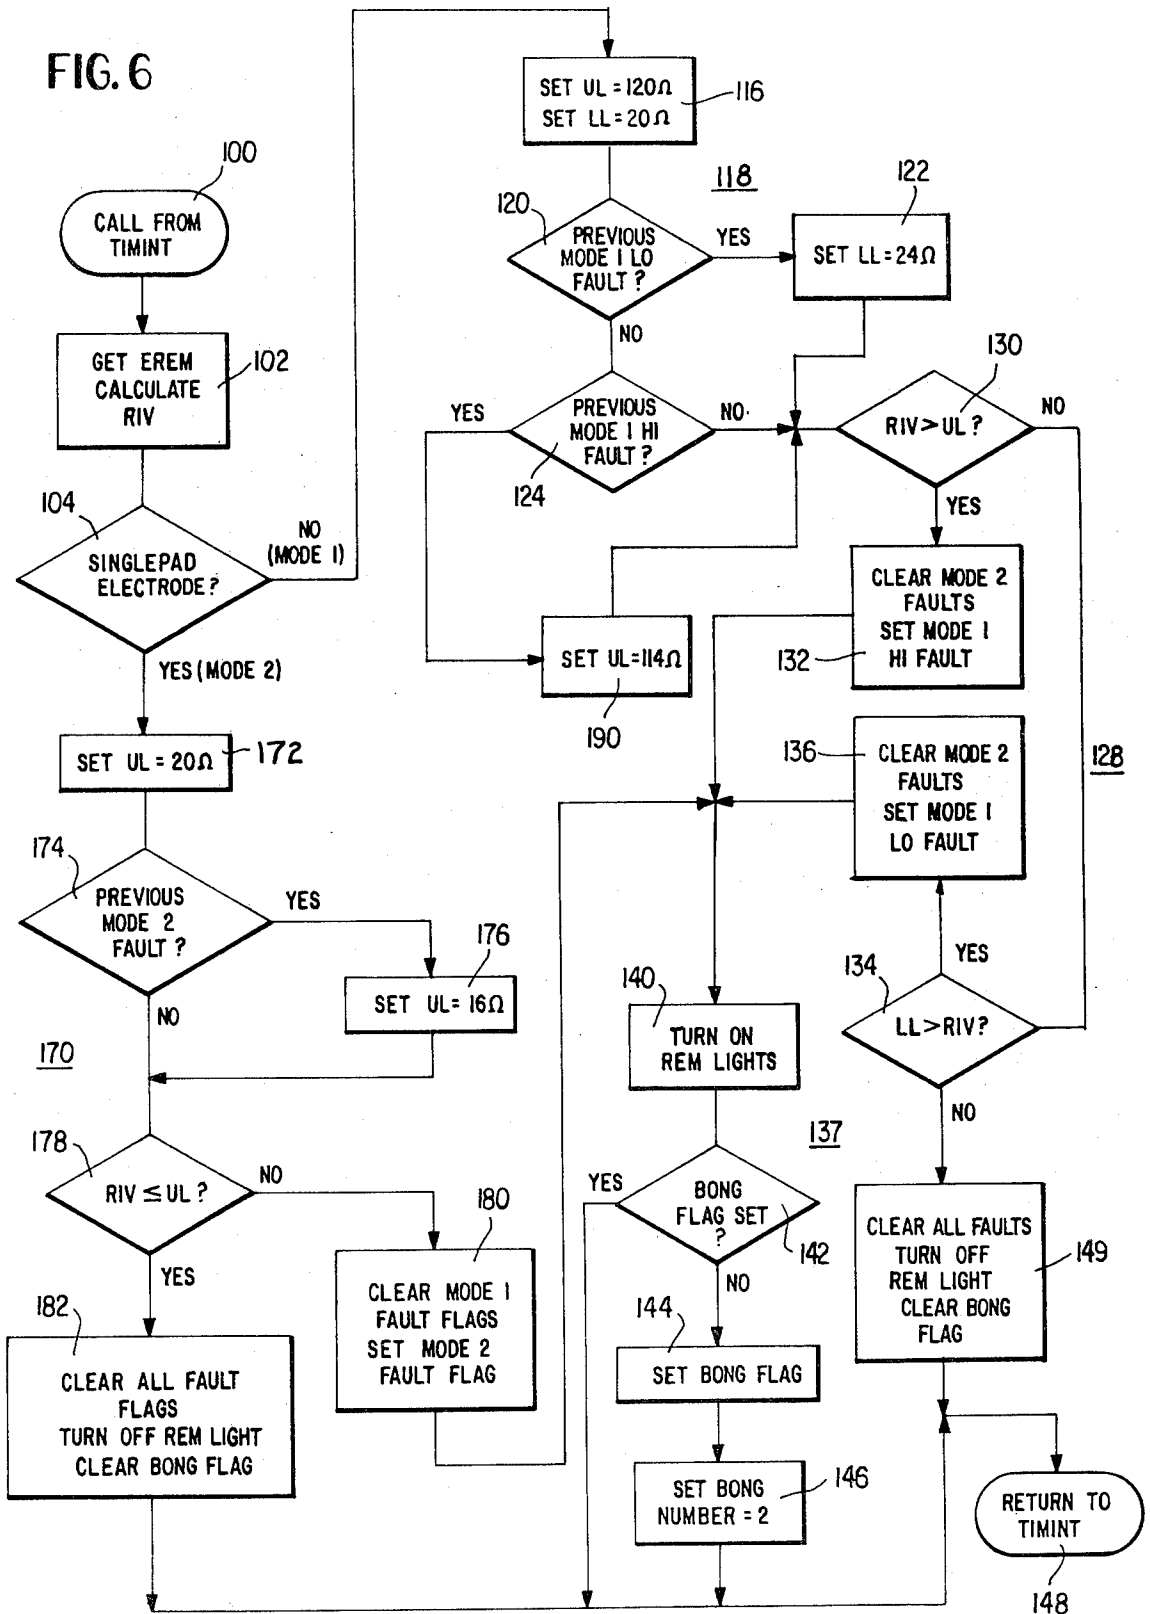 FIG. 6
100
CALL FROM
TIMINT
GET EREM
CALCULATE
RIV
102
104
SINGLEPAD
ELECTRODE?
NO
(MODE 1)
YES (MODE 2)
SET UL = 20Ω
172
174
PREVIOUS
MODE 2
FAULT ?
YES
176
SET UL = 16Ω
NO
170
178
RIV ≤ UL ?
NO
YES
180
CLEAR MODE 1
FAULT FLAGS
SET MODE 2
FAULT FLAG
182
CLEAR ALL FAULT
FLAGS
TURN OFF REM LIGHT
CLEAR BONG FLAG
SET UL = 120Ω
SET LL = 20Ω
116
118
120
PREVIOUS
MODE 1 LO
FAULT ?
YES
122
SET LL = 24Ω
NO
YES
PREVIOUS
MODE 1 HI
FAULT ?
NO.
124
SET UL = 114Ω
190
130
RIV > UL ?
NO
YES
CLEAR MODE 2
FAULTS
SET MODE 1
HI FAULT
132
136
CLEAR MODE 2
FAULTS
SET MODE 1
LO FAULT
128
YES
134
LL > RIV?
NO
140
TURN ON
REM LIGHTS
137
YES
BONG
FLAG SET
?
142
NO
144
SET BONG FLAG
SET BONG
NUMBER = 2
146
CLEAR ALL FAULTS
TURN OFF
REM LIGHT
CLEAR BONG
FLAG
149
RETURN TO
TIMINT
148